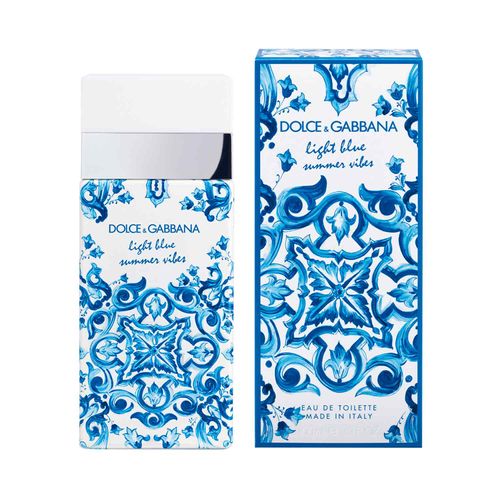 DOLCE & GABBANA
light blue
summer vibes
DOLCE & GABBANA
light blue
summer vibes
EAU DE TOILETTE
MADE IN ITALY